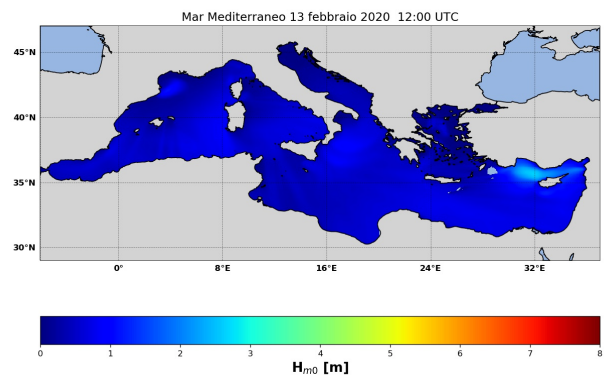 Mar Mediterraneo 13 febbraio 2020 12:00 UTC
45°N
40°N
35°N
30°N
0° 8°E 16°E 24°E 32°E
0 1 2 3 4 5 6 7 8
Hm0 [m]